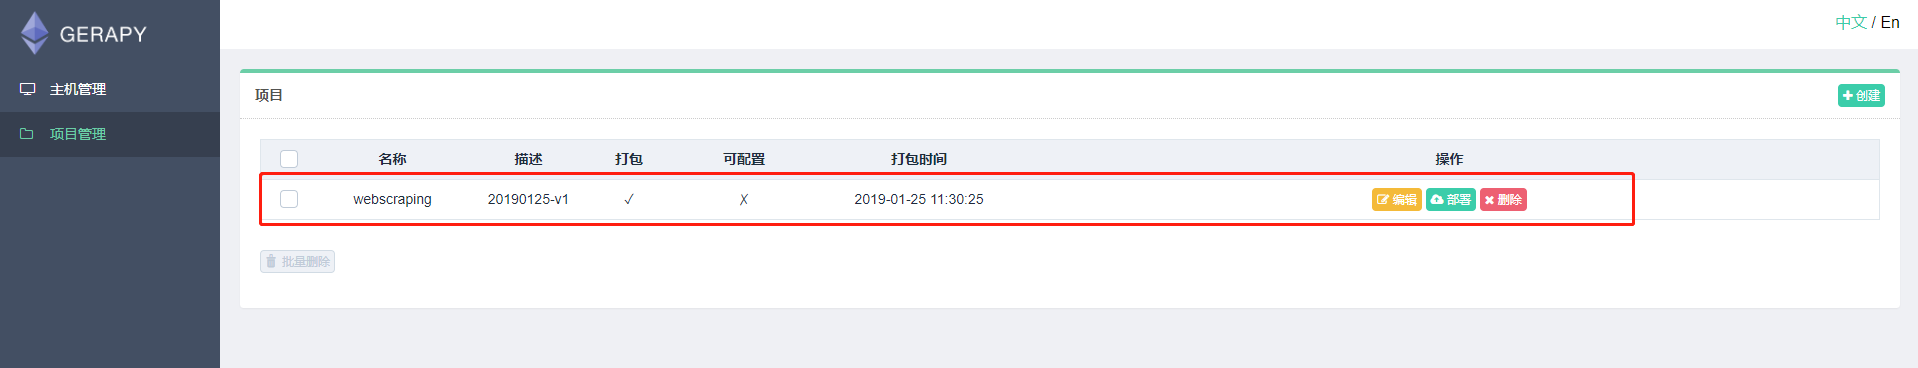 GERAPY
中文 / En
主机管理
项目管理
项目
创建
名称 描述 打包 可配置 打包时间 操作
webscraping 20190125-v1 ✓ ✗ 2019-01-25 11:30:25 编辑 部署 删除
批量删除